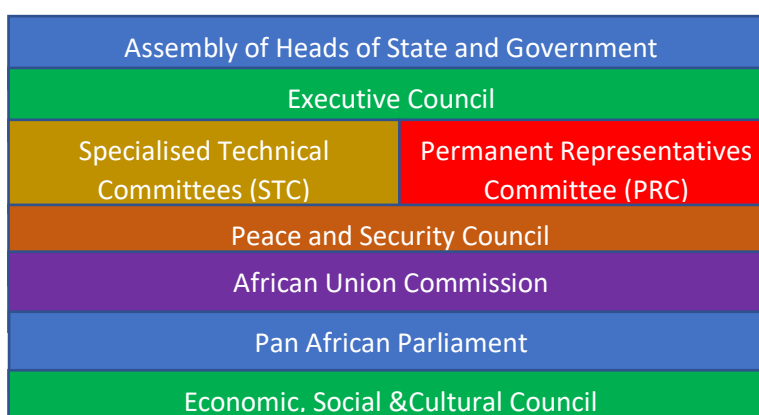 Assembly of Heads of State and Government
Executive Council
Specialised Technical
Committees (STC)
Permanent Representatives
Committee (PRC)
Peace and Security Council
African Union Commission
Pan African Parliament
Economic, Social &Cultural Council